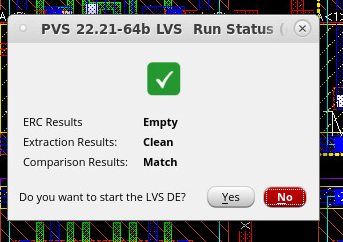 PVS 22.21-64b LVS Run Status (
ERC Results Empty
Extraction Results: Clean
Comparison Results: Match
Do you want to start the LVS DE? Yes No